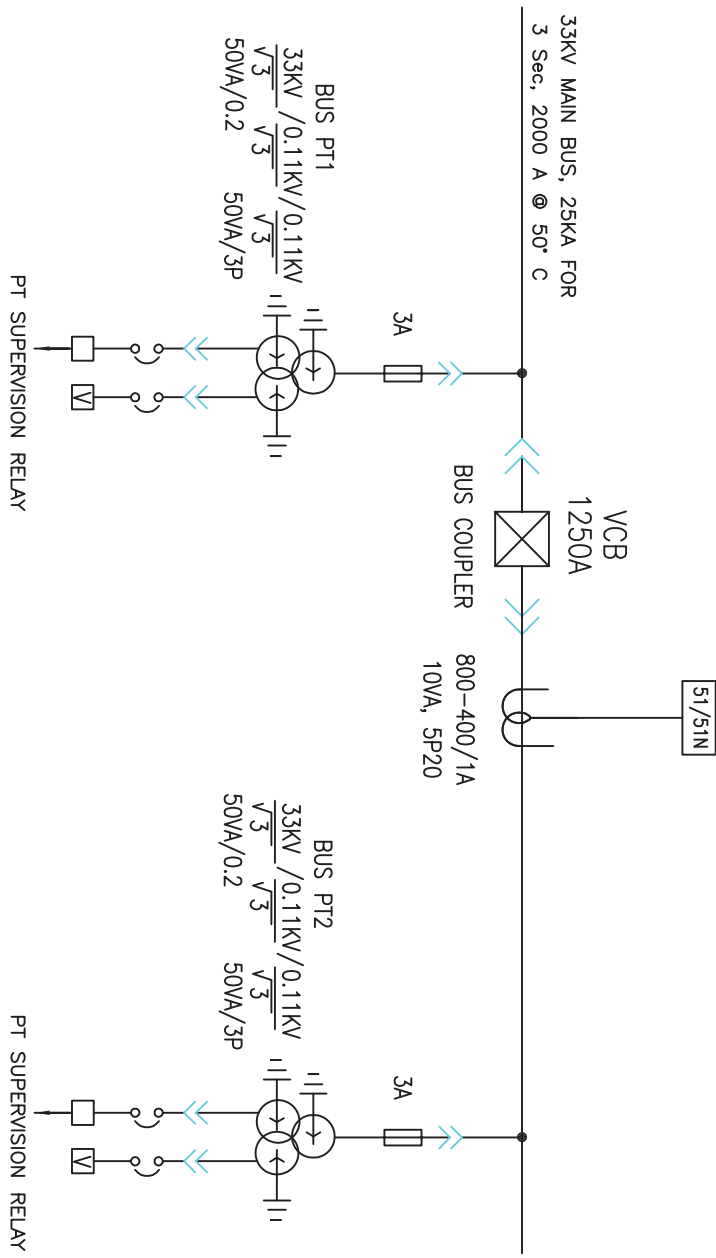 33KV MAIN BUS, 25KA FOR
3 Sec, 2000 A @ 50° C
VCB
1250A
BUS COUPLER
51/51N
800-400/1A
10VA, 5P20
3A
BUS PT1
33KV /0.11KV/0.11KV
√3 √3 √3
50VA/0.2 50VA/3P
V
PT SUPERVISION RELAY
3A
BUS PT2
33KV /0.11KV/0.11KV
√3 √3 √3
50VA/0.2 50VA/3P
V
PT SUPERVISION RELAY